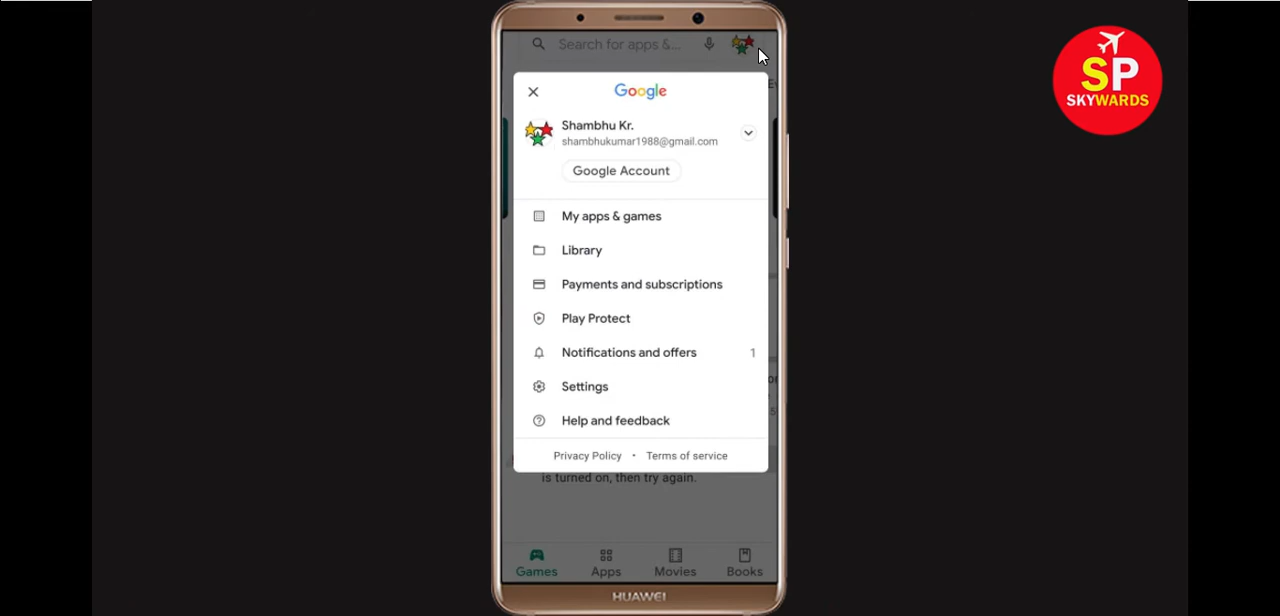 Search for apps &...
SP
SKYWARDS
Google
Shambhu Kr.
shambhukumar1988@gmail.com
Google Account
My apps & games
Library
Payments and subscriptions
Play Protect
Notifications and offers 1
Settings
Help and feedback
Privacy Policy • Terms of service
is turned on, then try again.
Games Apps Movies Books
HUAWEI